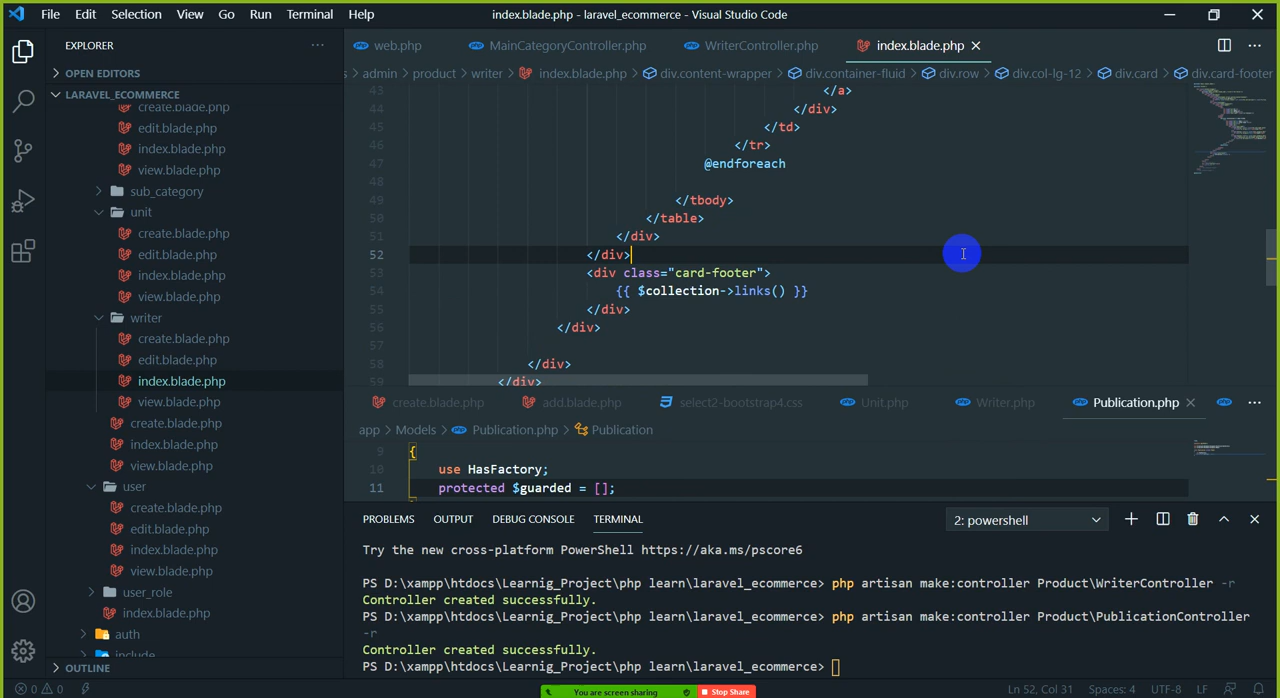 File Edit Selection View Go Run Terminal Help index.blade.php - laravel_ecommerce - Visual Studio Code
EXPLORER
OPEN EDITORS
LARAVEL_ECOMMERCE
create.blade.php
edit.blade.php
index.blade.php
view.blade.php
sub_category
unit
create.blade.php
edit.blade.php
index.blade.php
view.blade.php
writer
create.blade.php
edit.blade.php
index.blade.php
view.blade.php
create.blade.php
index.blade.php
view.blade.php
user
create.blade.php
edit.blade.php
index.blade.php
view.blade.php
user_role
index.blade.php
auth
include
OUTLINE
web.php MainCategoryController.php WriterController.php index.blade.php
s > admin > product > writer > index.blade.php > div.content-wrapper > div.container-fluid > div.row > div.col-lg-12 > div.card > div.card-footer
43 </a>
44 </div>
45 </td>
46 </tr>
47 @endforeach
48
49 </tbody>
50 </table>
51 </div>
52 </div>
53 <div class="card-footer">
54 {{ $collection->links() }}
55 </div>
56 </div>
57
58 </div>
59 </div>
create.blade.php add.blade.php select2-bootstrap4.css Unit.php Writer.php Publication.php
app > Models > Publication.php > Publication
9 {
10 use HasFactory;
11 protected $guarded = [];
PROBLEMS OUTPUT DEBUG CONSOLE TERMINAL 2: powershell
Try the new cross-platform PowerShell https://aka.ms/pscore6
PS D:\xampp\htdocs\Learnig_Project\php learn\laravel_ecommerce> php artisan make:controller Product\WriterController -r
Controller created successfully.
PS D:\xampp\htdocs\Learnig_Project\php learn\laravel_ecommerce> php artisan make:controller Product\PublicationController
-r
Controller created successfully.
PS D:\xampp\htdocs\Learnig_Project\php learn\laravel_ecommerce>
0 0 Ln 52, Col 31 Spaces: 4 UTF-8 LF
You are screen sharing Stop Share